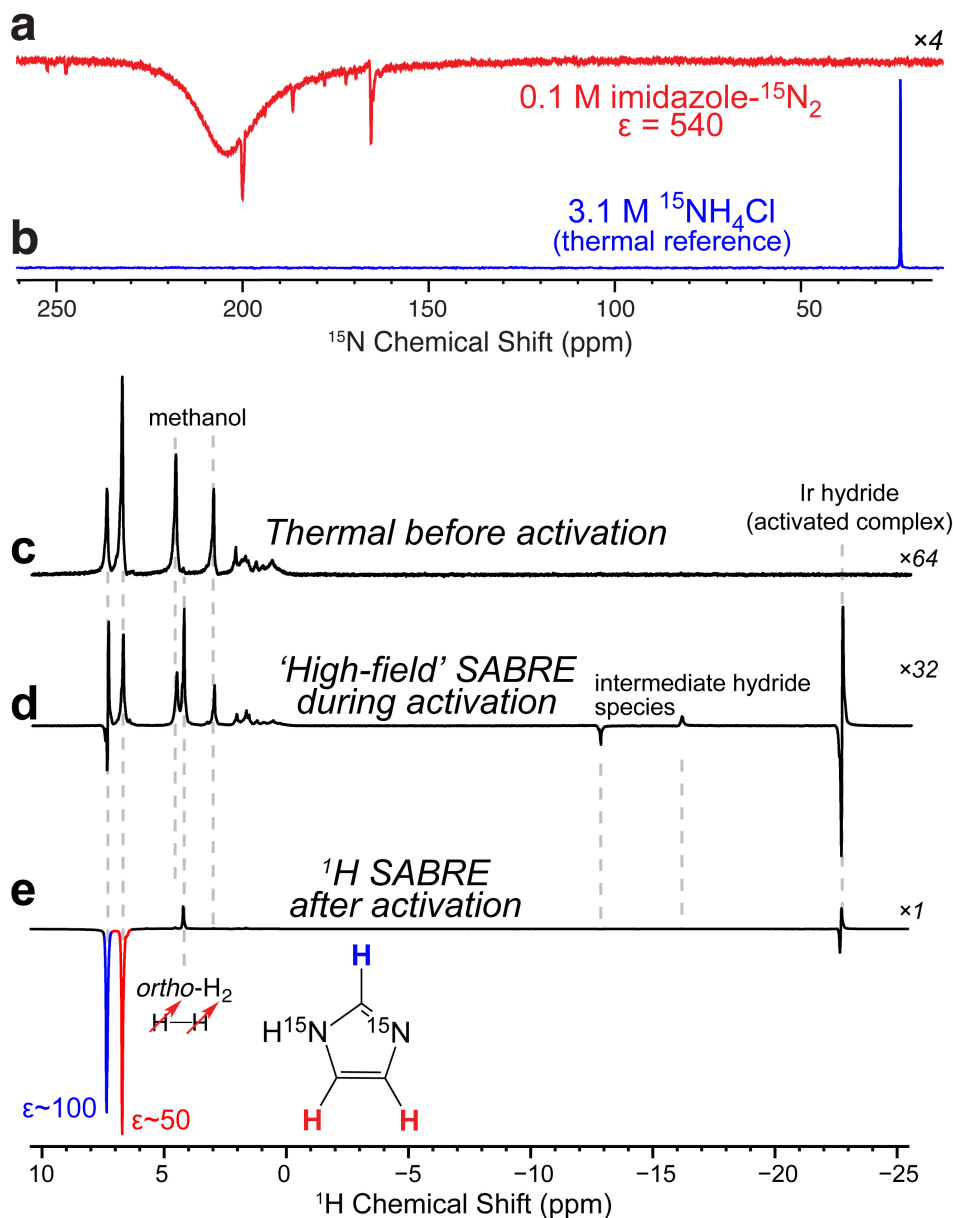 a
×4
0.1 M imidazole-¹⁵N₂
ε = 540
b
3.1 M ¹⁵NH₄Cl
(thermal reference)
250 200 150 100 50
¹⁵N Chemical Shift (ppm)
methanol
Ir hydride
(activated complex)
c
Thermal before activation
×64
d
‘High-field’ SABRE
during activation
intermediate hydride
species
×32
e
¹H SABRE
after activation
×1
ortho-H₂
H—H
H
H¹⁵N
¹⁵N
H H
ε~100
ε~50
10 5 0 −5 −10 −15 −20 −25
¹H Chemical Shift (ppm)